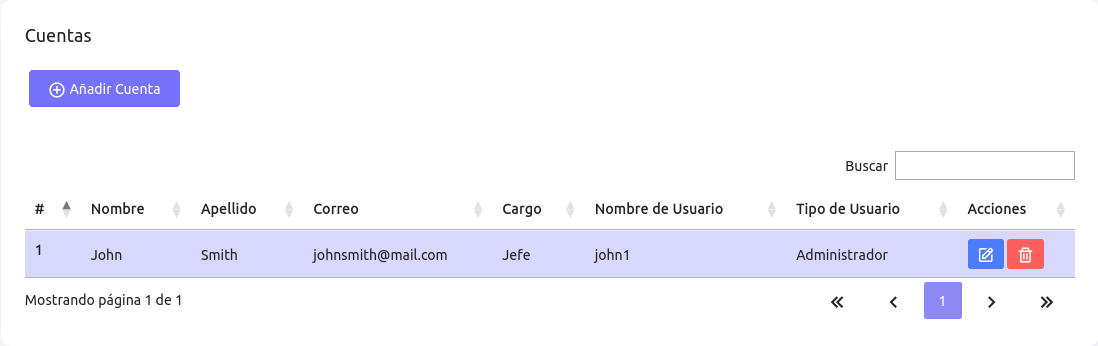 Cuentas
Añadir Cuenta
Buscar
# Nombre Apellido Correo Cargo Nombre de Usuario Tipo de Usuario Acciones
1 John Smith johnsmith@mail.com Jefe john1 Administrador
Mostrando página 1 de 1 « ‹ 1 › »